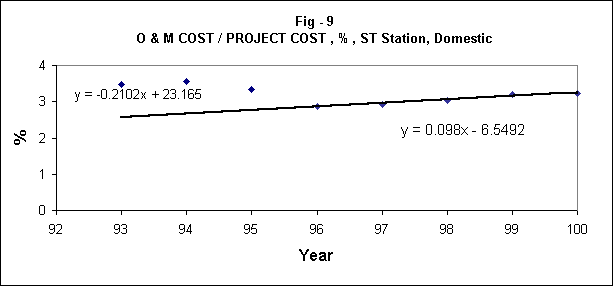 Fig - 9
O & M COST / PROJECT COST , % , ST Station, Domestic
4
3
2
1
0
%
y = -0.2102x + 23.165
y = 0.098x - 6.5492
92 93 94 95 96 97 98 99 100
Year